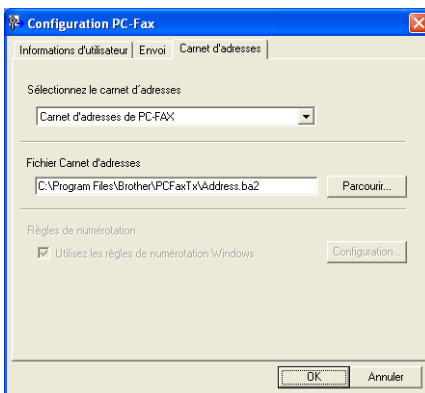 Configuration PC-Fax
Informations d'utilisateur Envoi Carnet d'adresses
Sélectionnez le carnet d'adresses
Carnet d'adresses de PC-FAX
Fichier Carnet d'adresses
C:\Program Files\Brother\PCFaxTx\Address.ba2 Parcourir...
Règles de numérotation
Utilisez les règles de numérotation Windows Configuration...
OK Annuler